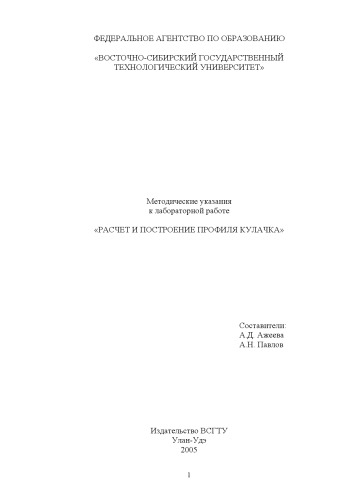 ФЕДЕРАЛЬНОЕ АГЕНТСТВО ПО ОБРАЗОВАНИЮ
«ВОСТОЧНО-СИБИРСКИЙ ГОСУДАРСТВЕННЫЙ
ТЕХНОЛОГИЧЕСКИЙ УНИВЕРСИТЕТ»
Методические указания
к лабораторной работе
«РАСЧЕТ И ПОСТРОЕНИЕ ПРОФИЛЯ КУЛАЧКА»
Составители:
А.Д. Ажеева
А.Н. Павлов
Издательство ВСГТУ
Улан-Удэ
2005
1